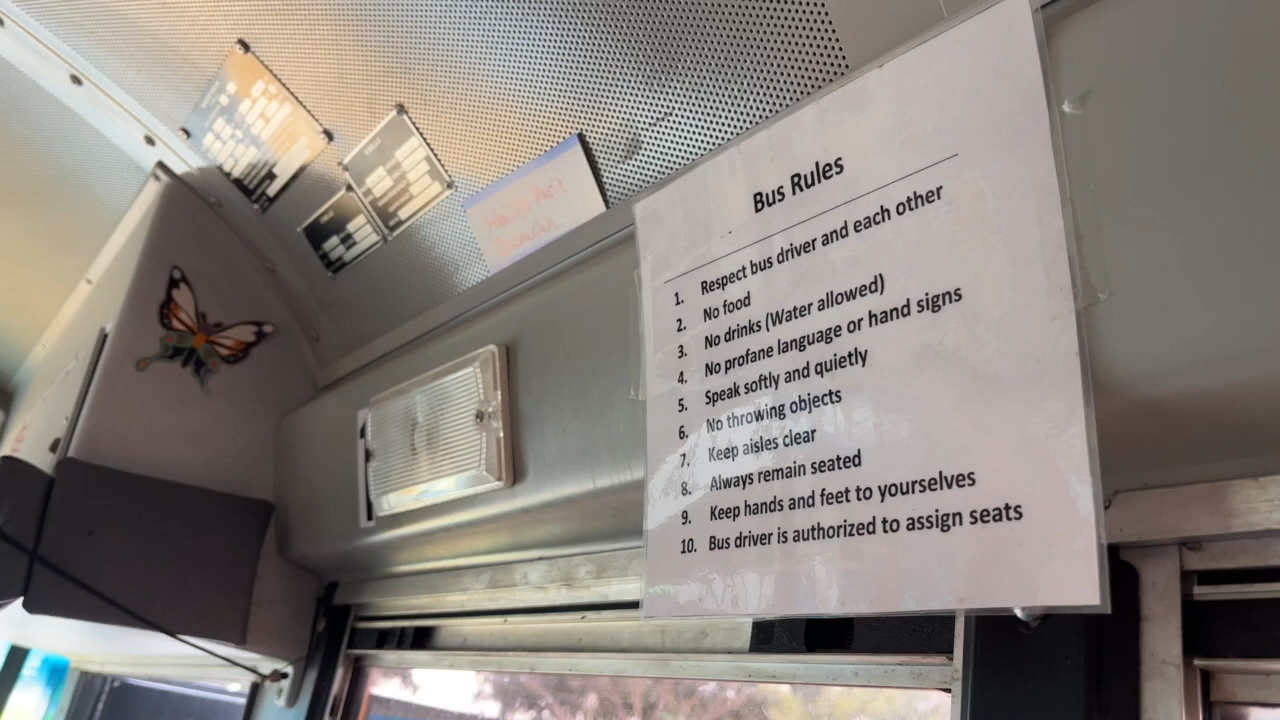 Bus Rules
1. Respect bus driver and each other
2. No food
3. No drinks (Water allowed)
4. No profane language or hand signs
5. Speak softly and quietly
6. No throwing objects
7. Keep aisles clear
8. Always remain seated
9. Keep hands and feet to yourselves
10. Bus driver is authorized to assign seats